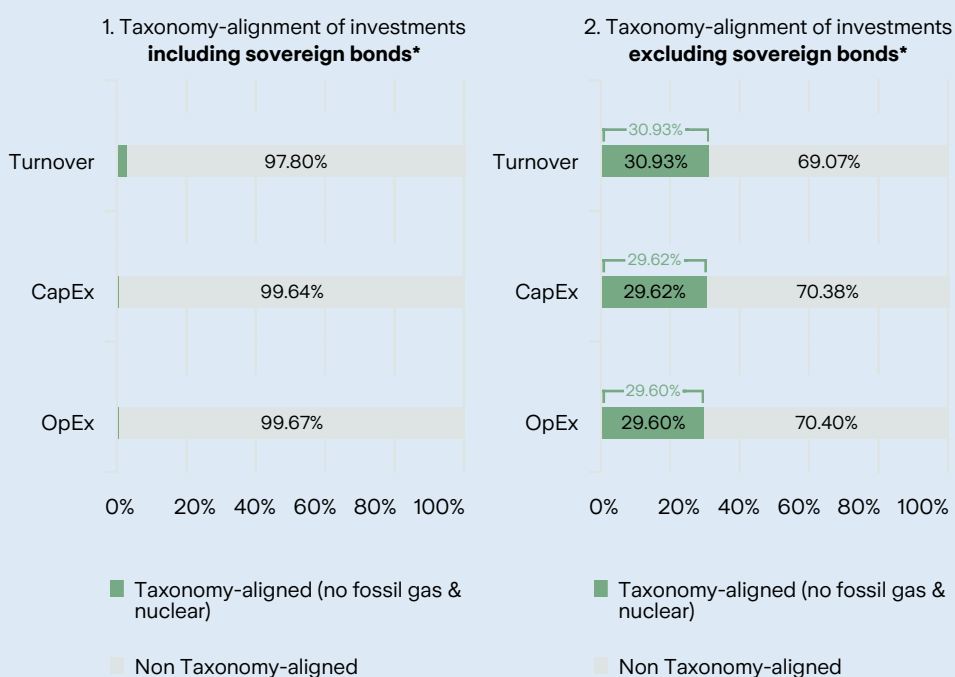 1. Taxonomy-alignment of investments
including sovereign bonds*
Turnover
97.80%
CapEx
99.64%
OpEx
99.67%
0% 20% 40% 60% 80% 100%
Taxonomy-aligned (no fossil gas &
nuclear)
Non Taxonomy-aligned
2. Taxonomy-alignment of investments
excluding sovereign bonds*
30.93%
Turnover
30.93%
69.07%
29.62%
CapEx
29.62%
70.38%
29.60%
OpEx
29.60%
70.40%
0% 20% 40% 60% 80% 100%
Taxonomy-aligned (no fossil gas &
nuclear)
Non Taxonomy-aligned